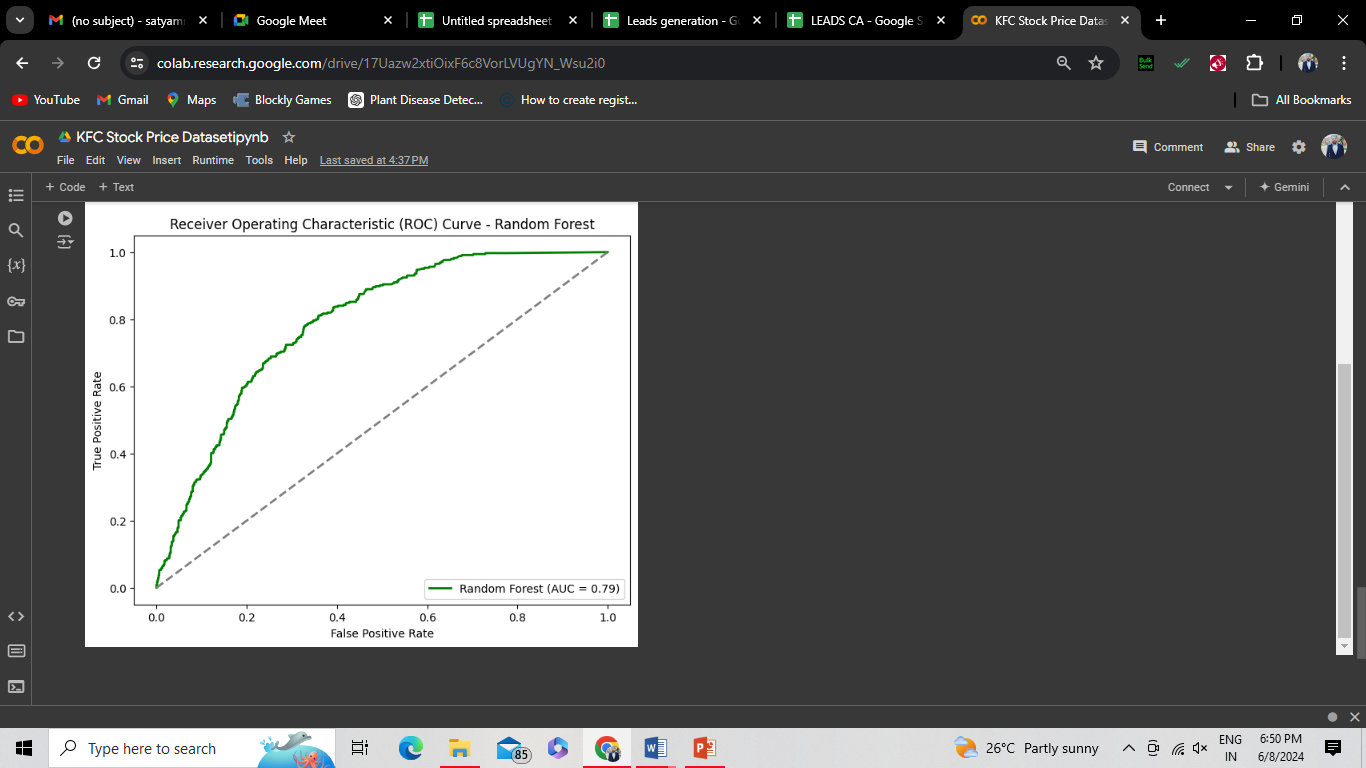 (no subject) - satyam
Google Meet
Untitled spreadsheet
Leads generation - G
LEADS CA - Google S
KFC Stock Price Datas
colab.research.google.com/drive/17Uazw2xtiOixF6c8VorLVUgYN_Wsu2i0
Bulk
Send
YouTube
Gmail
Maps
Blockly Games
Plant Disease Detec...
How to create regist...
All Bookmarks
KFC Stock Price Datasetipynb
File Edit View Insert Runtime Tools Help Last saved at 4:37 PM
Comment
Share
+ Code + Text
Connect
Gemini
{x}
Receiver Operating Characteristic (ROC) Curve - Random Forest
True Positive Rate
1.0
0.8
0.6
0.4
0.2
0.0
Random Forest (AUC = 0.79)
0.0 0.2 0.4 0.6 0.8 1.0
False Positive Rate
Type here to search
85
26°C Partly sunny
ENG
IN
6:50 PM
6/8/2024